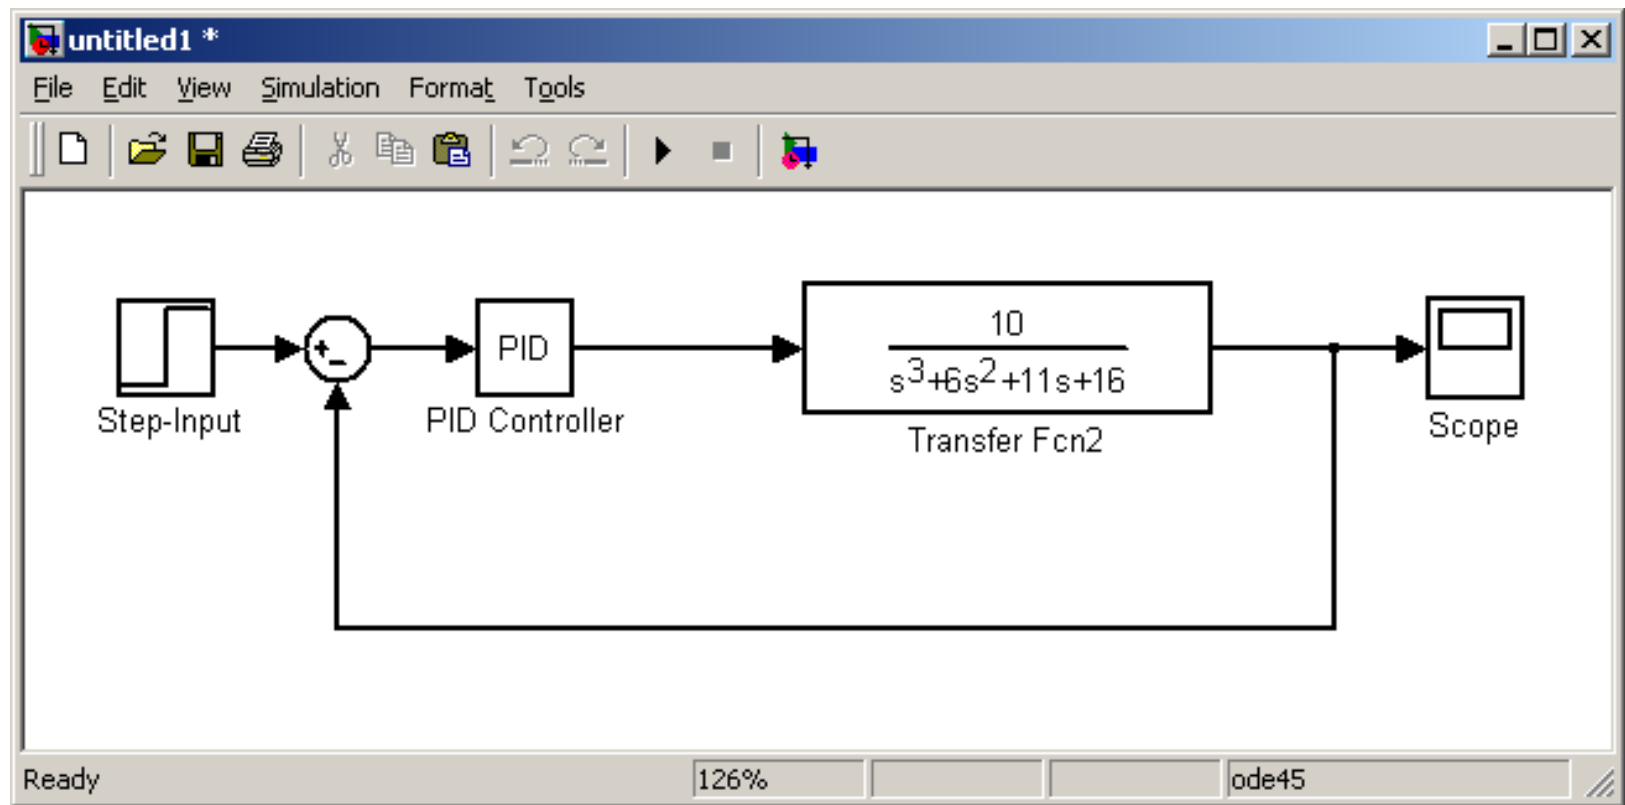 untitled1 *
File Edit View Simulation Format Tools
Step-Input
+
-
PID
PID Controller
10
s3+6s2+11s+16
Transfer Fcn2
Scope
Ready 126% ode45